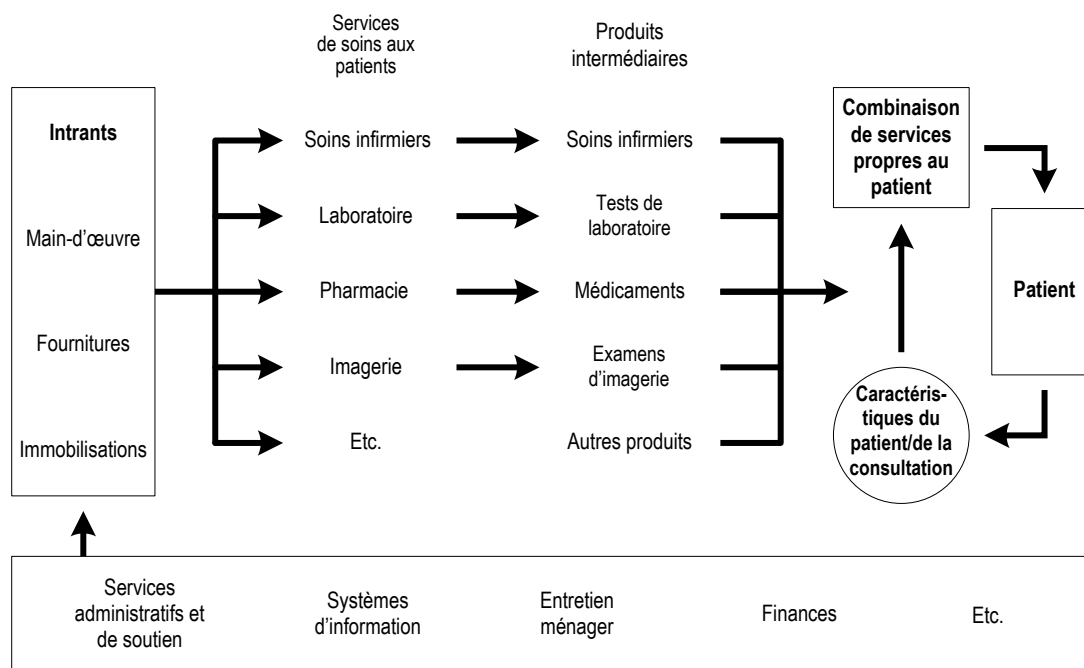 Services
de soins aux
patients
Produits
intermédiaires
Intrants
Main-d’œuvre
Fournitures
Immobilisations
Soins infirmiers
Laboratoire
Pharmacie
Imagerie
Etc.
Soins infirmiers
Tests de
laboratoire
Médicaments
Examens
d’imagerie
Autres produits
Combinaison
de services
propres au
patient
Patient
Caractéris-
tiques du
patient/de la
consultation
Services
administratifs et
de soutien
Systèmes
d’information
Entretien
ménager
Finances
Etc.